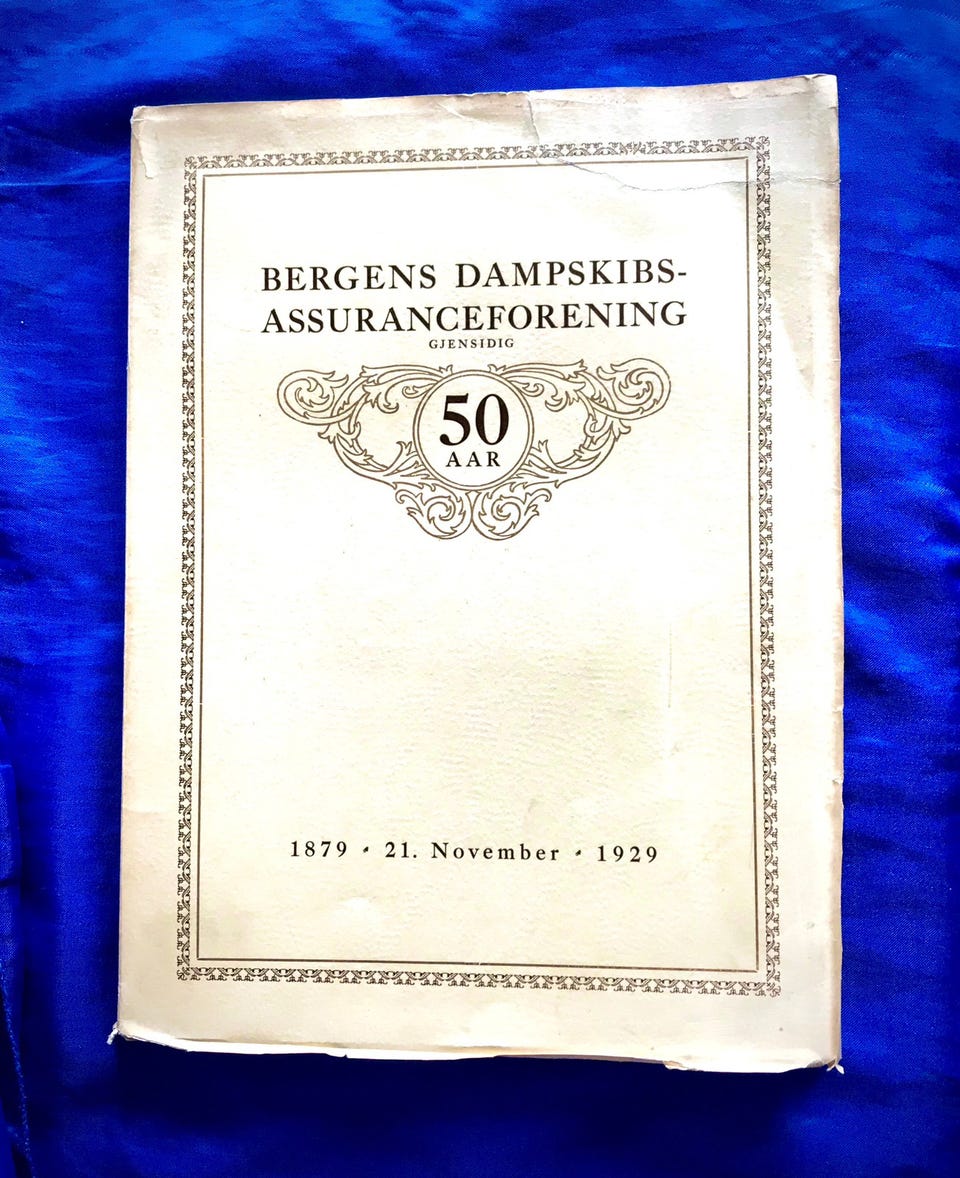 BERGENS DAMPSKIBS-
ASSURANCEFORENING
GJENSIDIG
50
AAR
1879 · 21. November · 1929